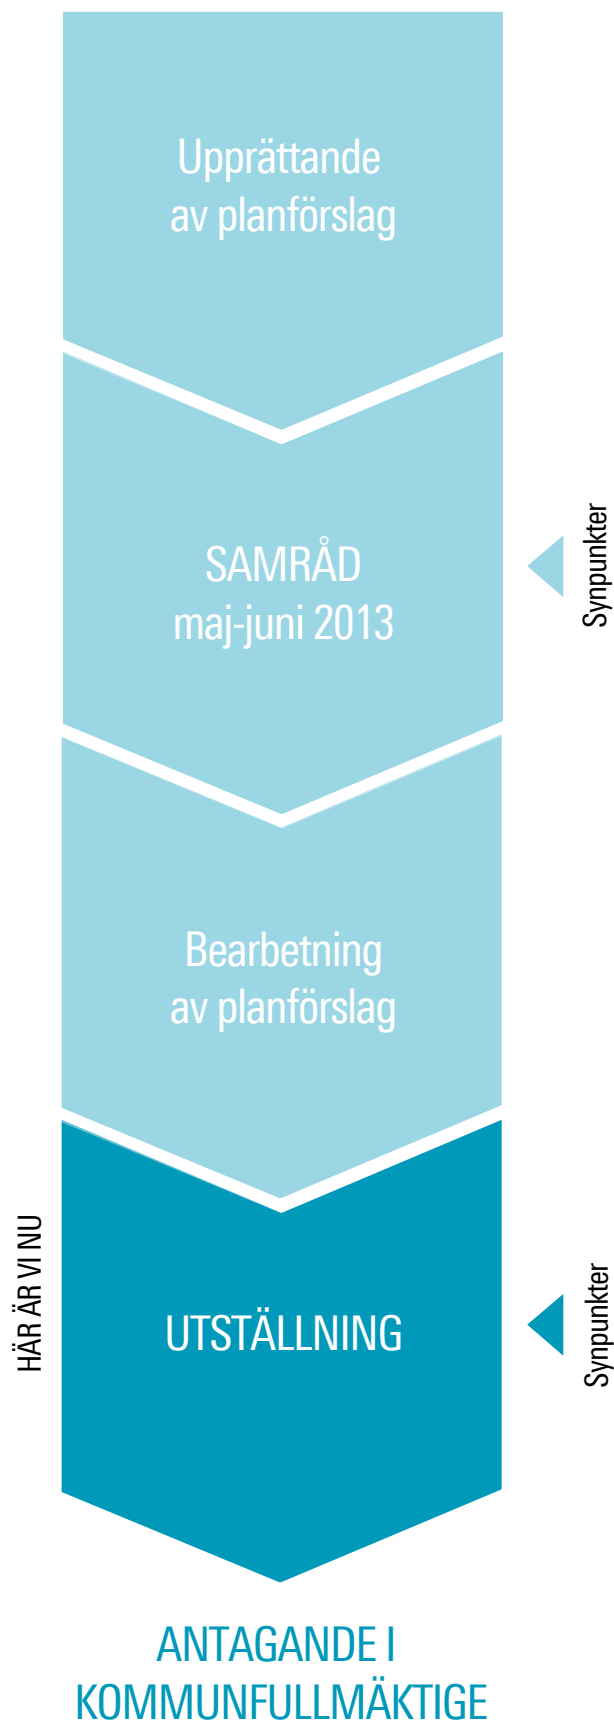 Upprättande
av planförslag
SAMRÅD
maj-juni 2013
Synpunkter
Bearbetning
av planförslag
HÄR ÄR VI NU
UTSTÄLLNING
Synpunkter
ANTAGANDE I
KOMMUNFULLMÄKTIGE